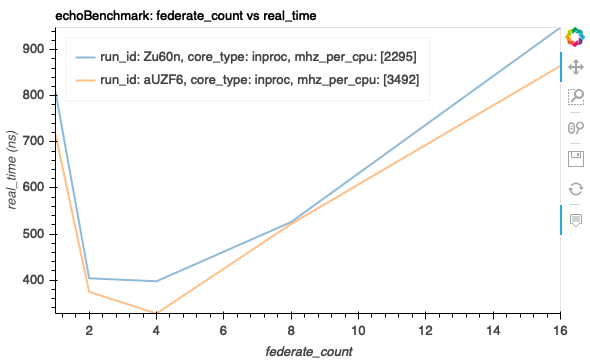 echoBenchmark: federate_count vs real_time
run_id: Zu60n, core_type: inproc, mhz_per_cpu: [2295]
run_id: aUZF6, core_type: inproc, mhz_per_cpu: [3492]
real_time (ns)
900
800
700
600
500
400
2 4 6 8 10 12 14 16
federate_count